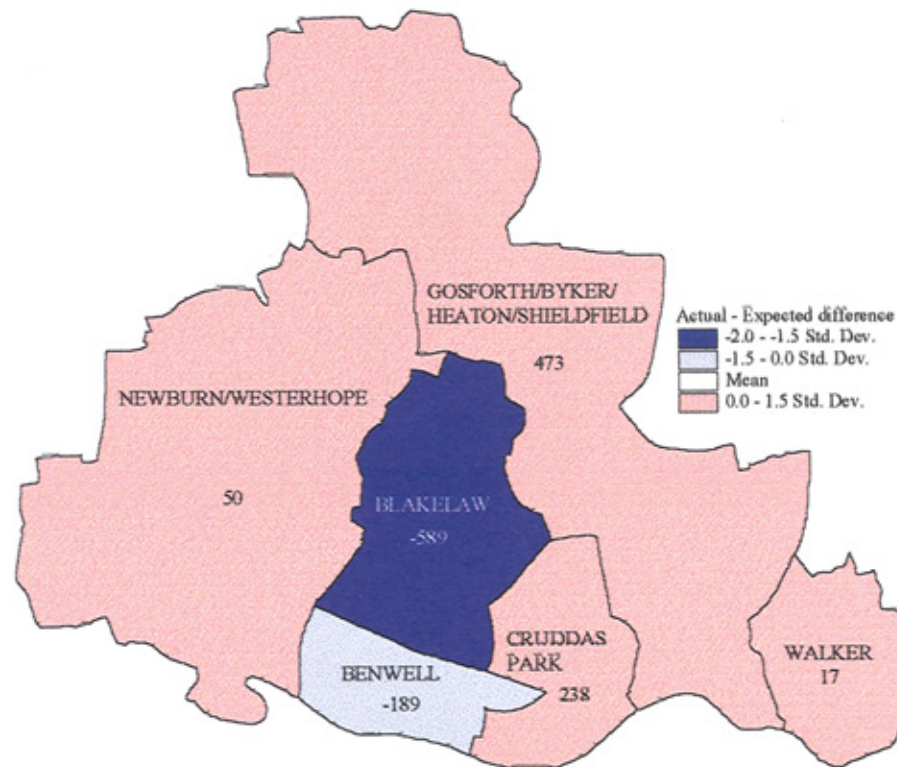 GOSFORTH/BYKER/
HEATON/SHIELDFIELD
473
Actual - Expected difference
-2.0 - -1.5 Std. Dev.
-1.5 - 0.0 Std. Dev.
Mean
0.0 - 1.5 Std. Dev.
NEWBURN/WESTERHOPE
50
BLAKELAW
-589
CRUDDAS
PARK
238
BENWELL
-189
WALKER
17